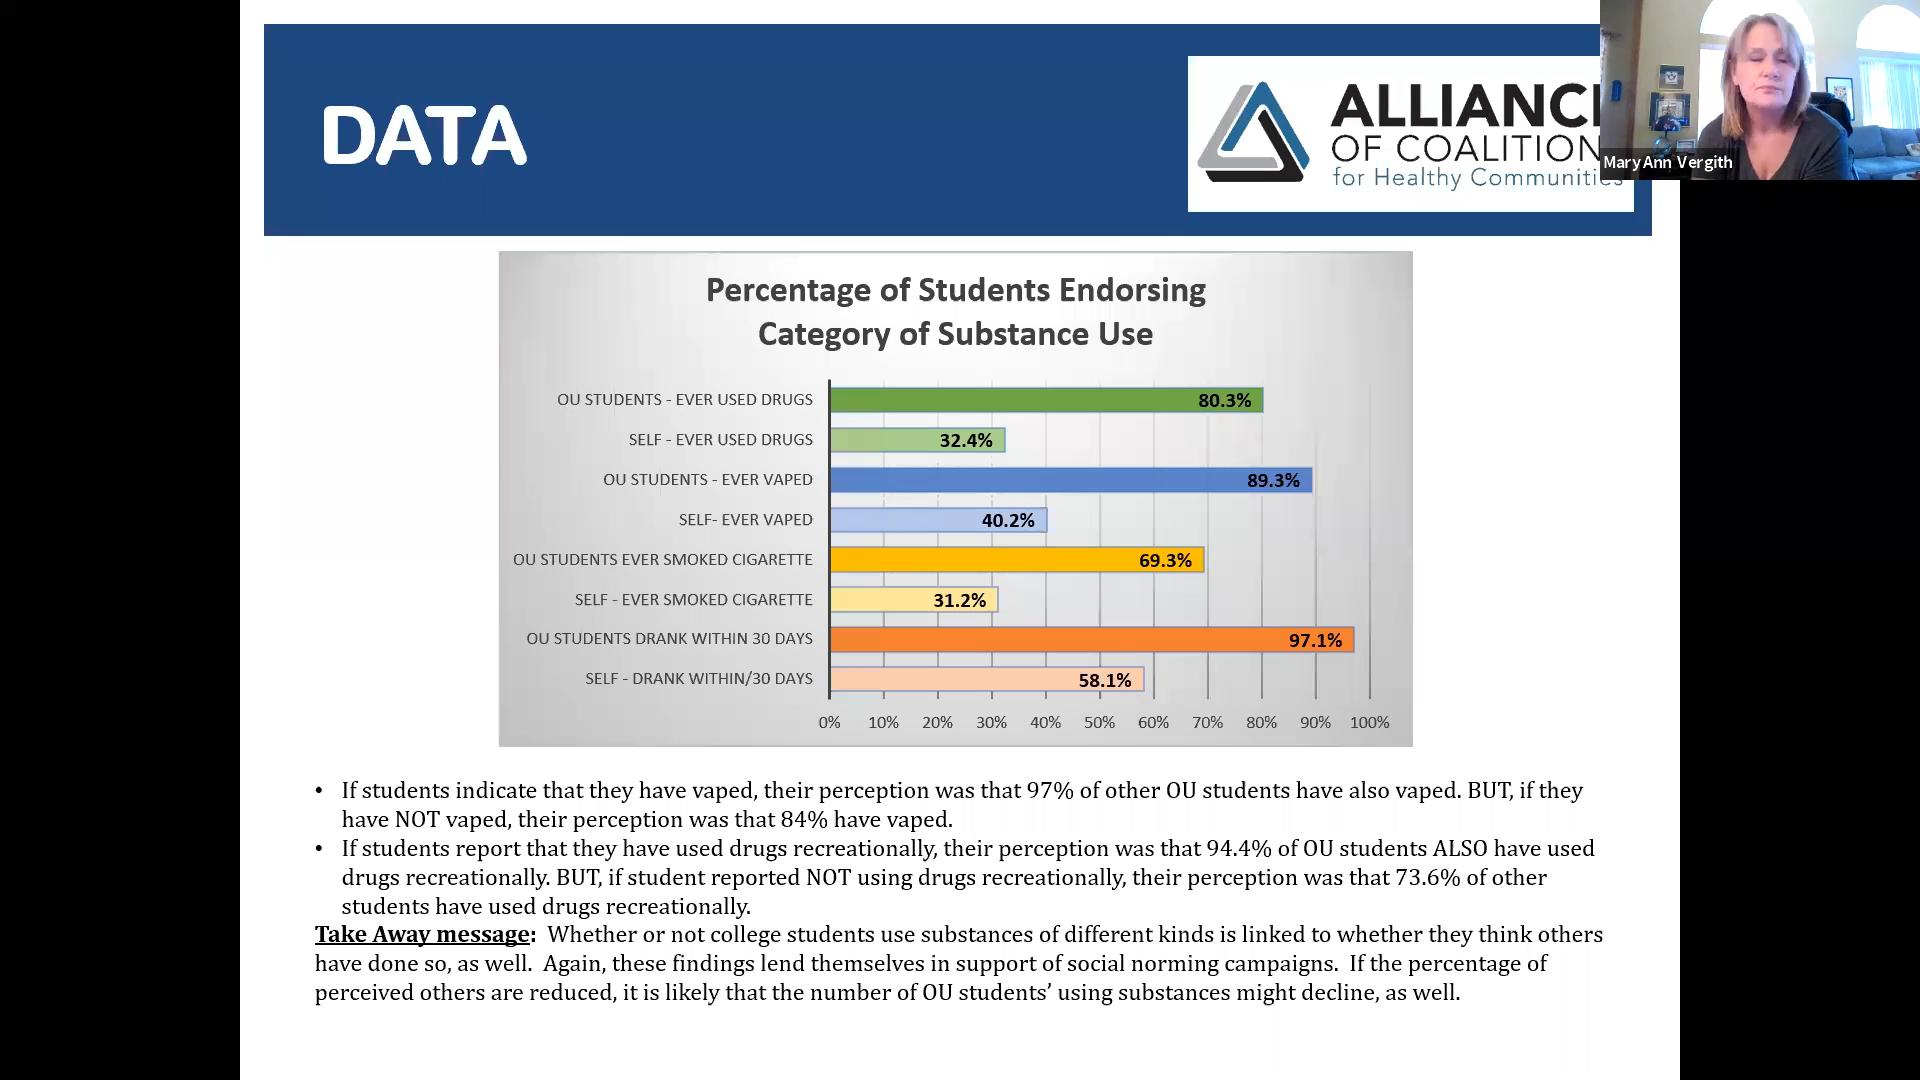 DATA
ALLIANC
OF COALITION
for Healthy Communities
Mary Ann Vergith
Percentage of Students Endorsing
Category of Substance Use
OU STUDENTS - EVER USED DRUGS
80.3%
SELF - EVER USED DRUGS
32.4%
OU STUDENTS - EVER VAPED
89.3%
SELF- EVER VAPED
40.2%
OU STUDENTS EVER SMOKED CIGARETTE
69.3%
SELF - EVER SMOKED CIGARETTE
31.2%
OU STUDENTS DRANK WITHIN 30 DAYS
97.1%
SELF - DRANK WITHIN/30 DAYS
58.1%
0% 10% 20% 30% 40% 50% 60% 70% 80% 90% 100%
• If students indicate that they have vaped, their perception was that 97% of other OU students have also vaped. BUT, if they
have NOT vaped, their perception was that 84% have vaped.
• If students report that they have used drugs recreationally, their perception was that 94.4% of OU students ALSO have used
drugs recreationally. BUT, if student reported NOT using drugs recreationally, their perception was that 73.6% of other
students have used drugs recreationally.
Take Away message: Whether or not college students use substances of different kinds is linked to whether they think others
have done so, as well. Again, these findings lend themselves in support of social norming campaigns. If the percentage of
perceived others are reduced, it is likely that the number of OU students’ using substances might decline, as well.